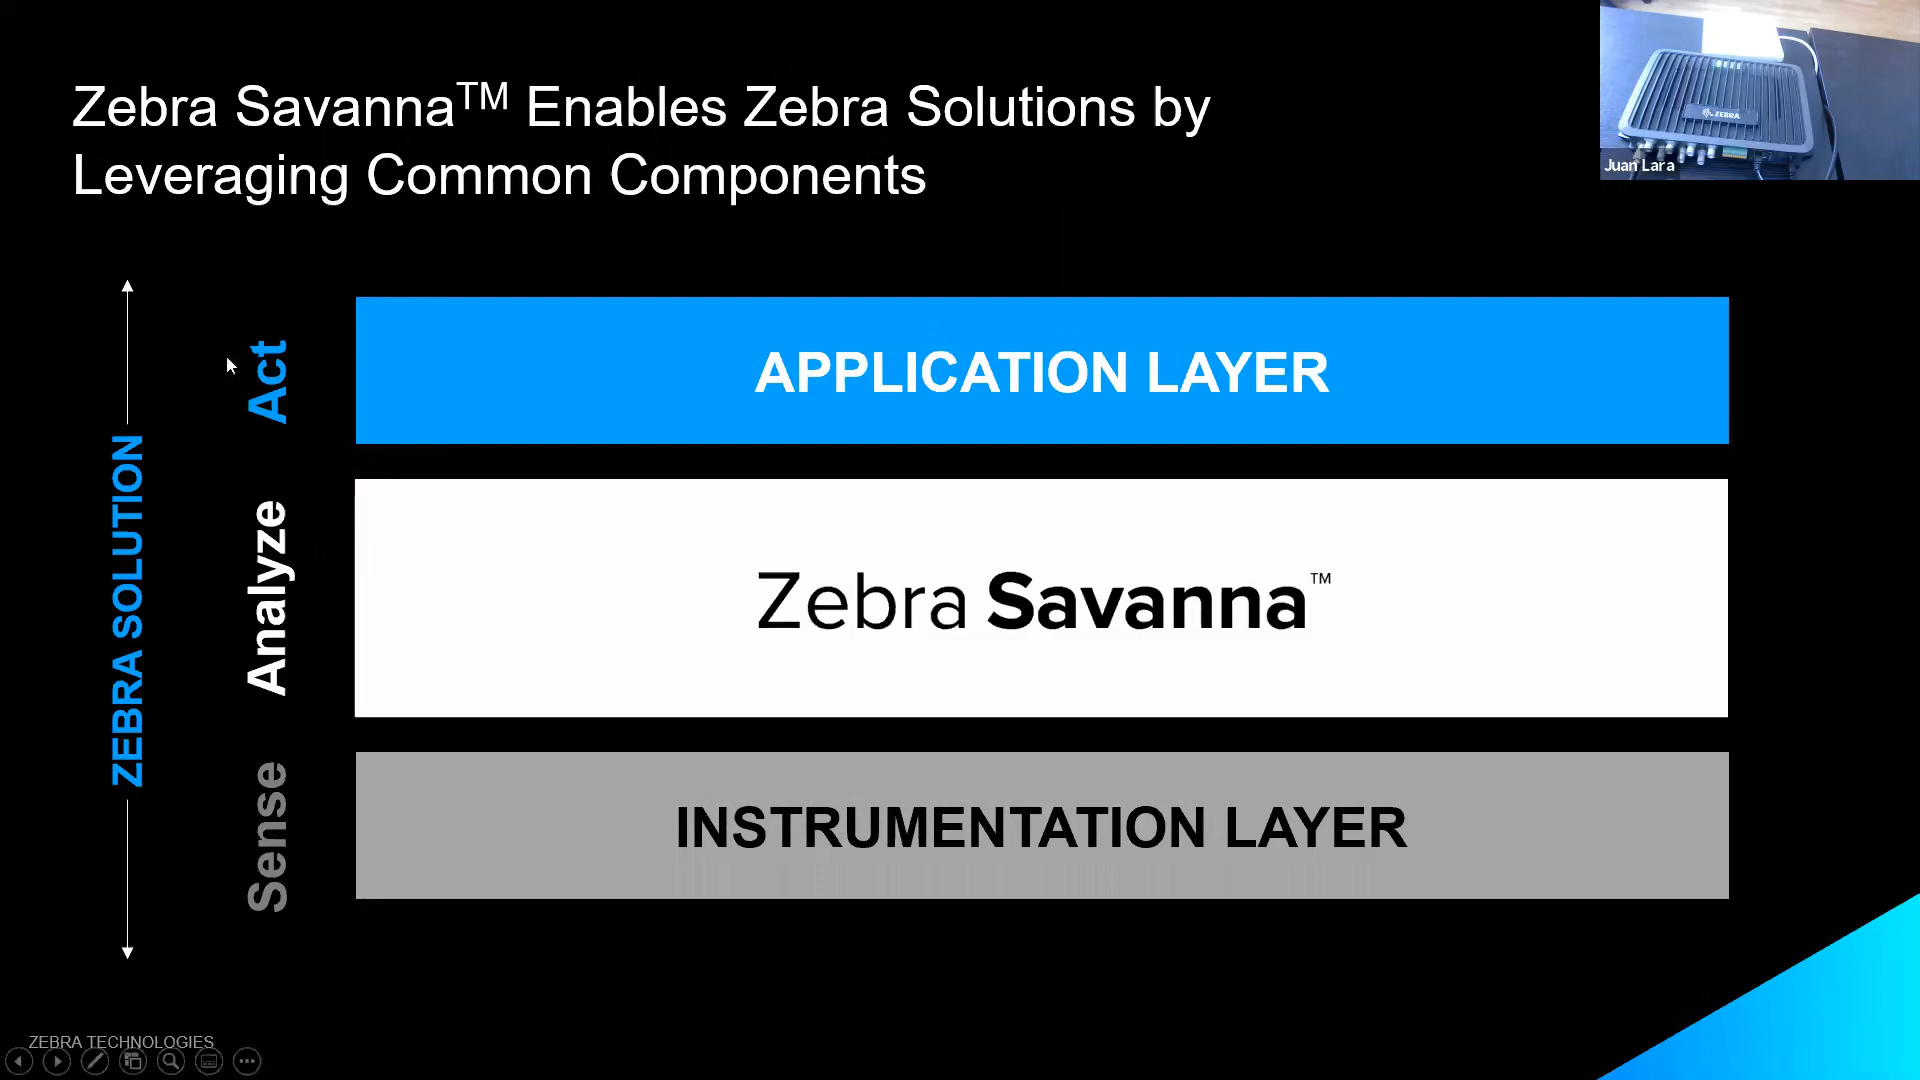 Zebra Savanna™ Enables Zebra Solutions by
Leveraging Common Components
ZEBRA
Juan Lara
ZEBRA SOLUTION
Act
APPLICATION LAYER
Analyze
Zebra Savanna™
Sense
INSTRUMENTATION LAYER
ZEBRA TECHNOLOGIES